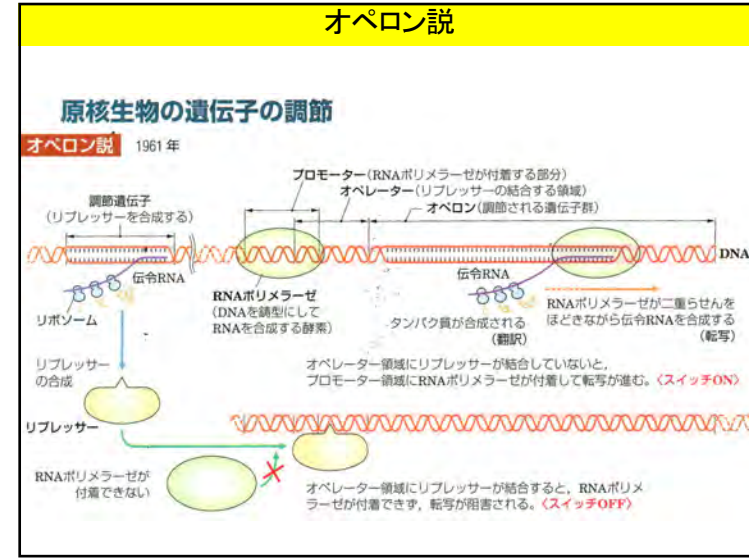 オペロン説
原核生物の遺伝子の調節
オペロン説 1961年
プロモーター(RNAポリメラーゼが付着する部分)
オペレーター(リプレッサーの結合する領域)
オペロン(調節される遺伝子群)
調節遺伝子
(リプレッサーを合成する)
DNA
伝令RNA
リボソーム
RNAポリメラーゼ
(DNAを鋳型にして
RNAを合成する酵素)
伝令RNA
タンパク質が合成される
(翻訳)
RNAポリメラーゼが二重らせんを
ほどきながら伝令RNAを合成する
(転写)
リプレッサー
の合成
オペレーター領域にリプレッサーが結合していないと,
プロモーター領域にRNAポリメラーゼが付着して転写が進む。〈スイッチON〉
リプレッサー
RNAポリメラーゼが
付着できない
オペレーター領域にリプレッサーが結合すると, RNAポリメ
ラーゼが付着できず, 転写が阻害される。〈スイッチOFF〉